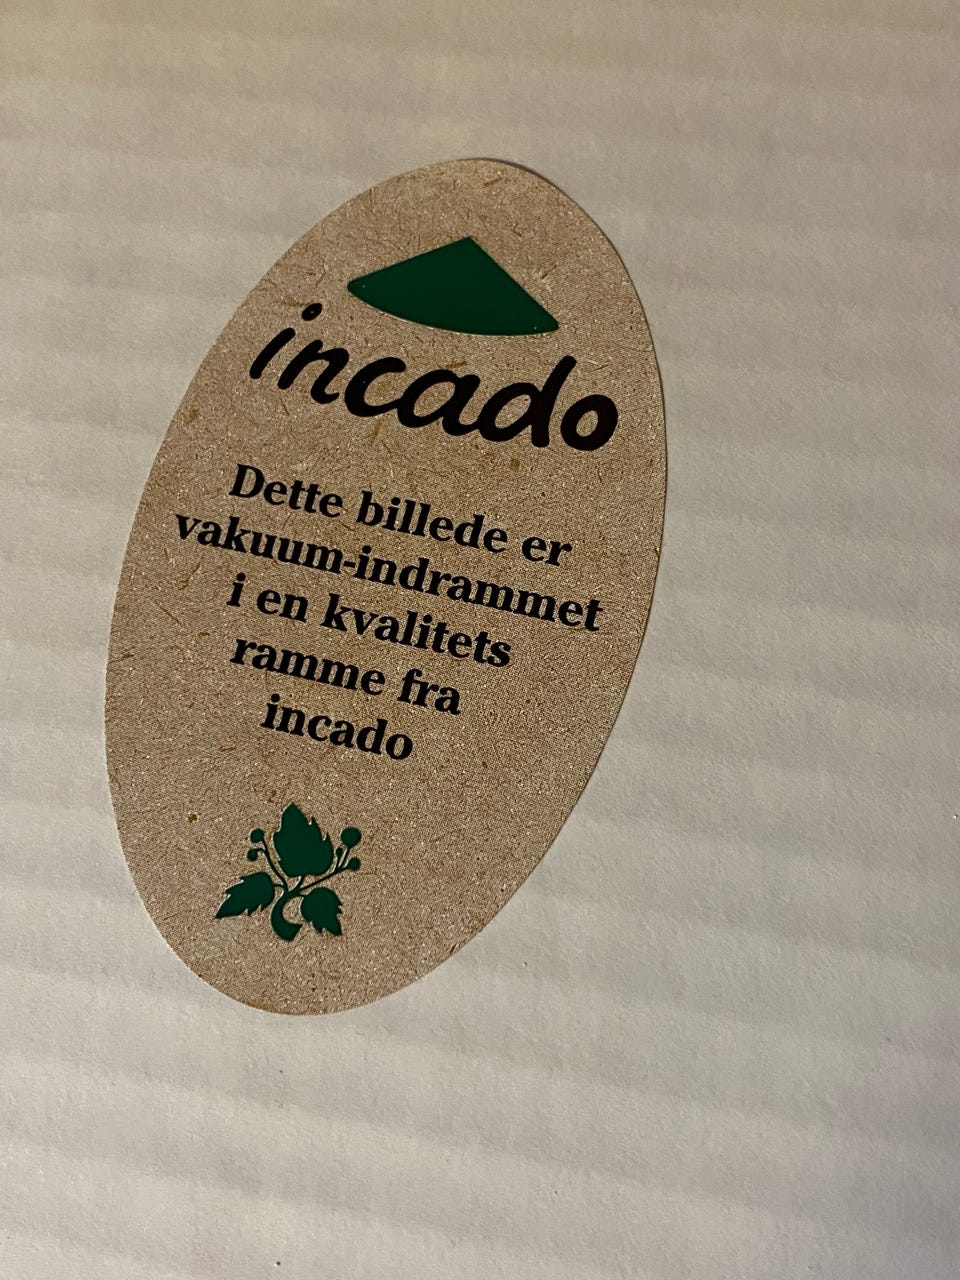 incado
Dette billede er
vakuum-indrammet
i en kvalitets
ramme fra
incado